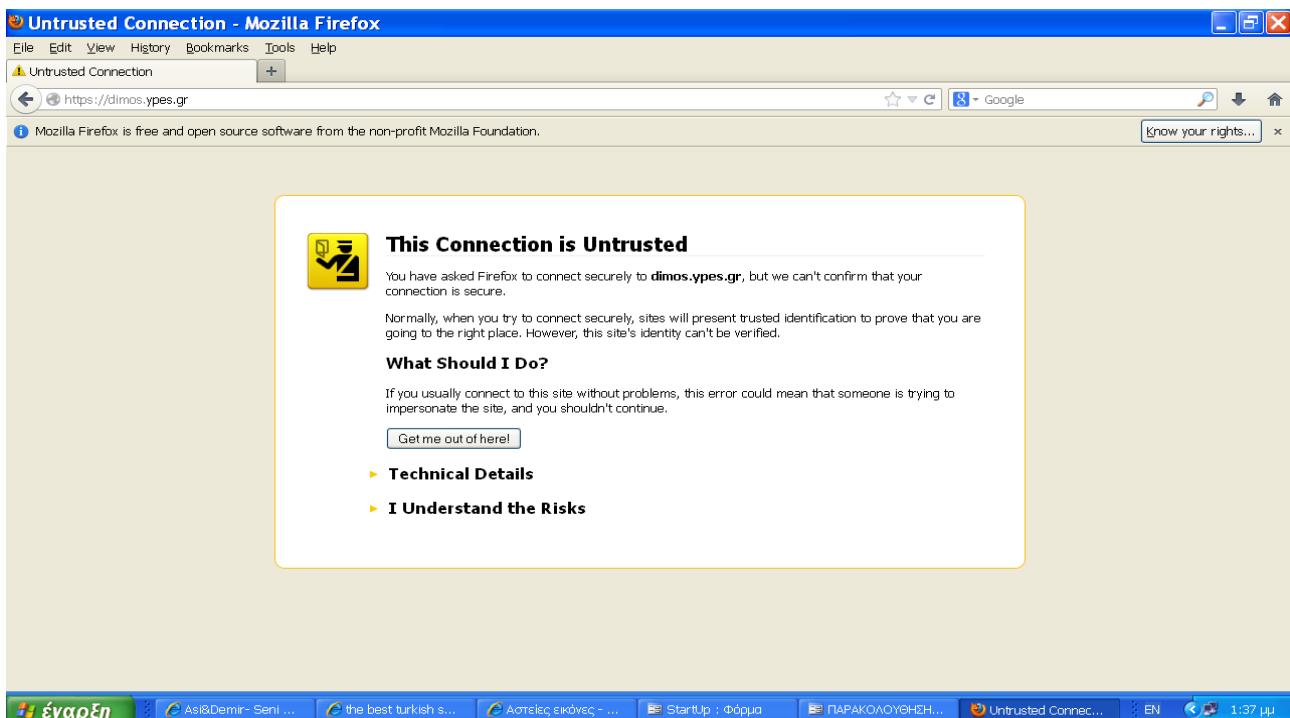 Untrusted Connection - Mozilla Firefox
File Edit View History Bookmarks Tools Help
Untrusted Connection
https://dimos.ypes.gr
Google
Mozilla Firefox is free and open source software from the non-profit Mozilla Foundation.
Know your rights...
This Connection is Untrusted
You have asked Firefox to connect securely to dimos.ypes.gr, but we can't confirm that your
connection is secure.
Normally, when you try to connect securely, sites will present trusted identification to prove that you are
going to the right place. However, this site's identity can't be verified.
What Should I Do?
If you usually connect to this site without problems, this error could mean that someone is trying to
impersonate the site, and you shouldn't continue.
Get me out of here!
Technical Details
I Understand the Risks
έναρξη
Asi&Demir- Seni ...
the best turkish s...
Αστείες εικόνες - ...
StartUp : Φόρμα
ΠΑΡΑΚΟΛΟΥΘΗΣΗ...
Untrusted Connec...
EN
1:37 μμ